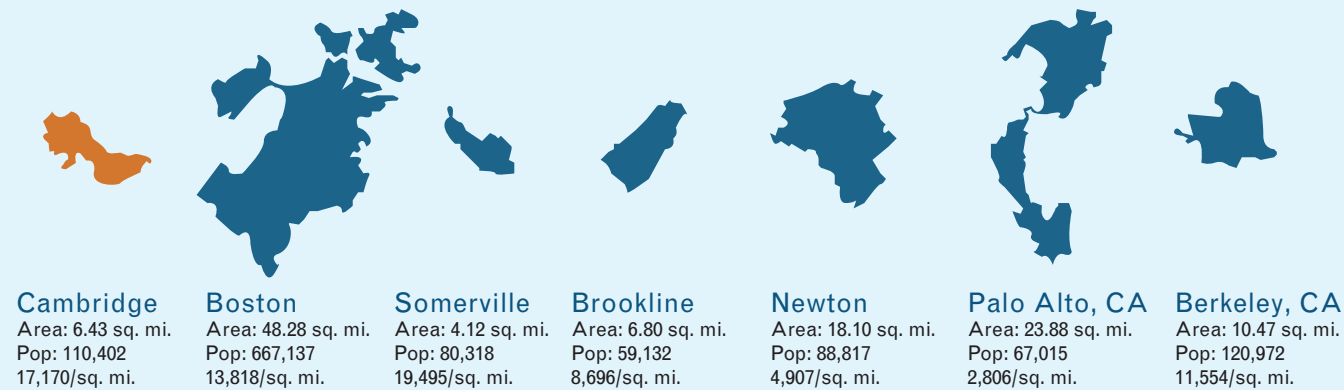 Cambridge
Area: 6.43 sq. mi.
Pop: 110,402
17,170/sq. mi.
Boston
Area: 48.28 sq. mi.
Pop: 667,137
13,818/sq. mi.
Somerville
Area: 4.12 sq. mi.
Pop: 80,318
19,495/sq. mi.
Brookline
Area: 6.80 sq. mi.
Pop: 59,132
8,696/sq. mi.
Newton
Area: 18.10 sq. mi.
Pop: 88,817
4,907/sq. mi.
Palo Alto, CA
Area: 23.88 sq. mi.
Pop: 67,015
2,806/sq. mi.
Berkeley, CA
Area: 10.47 sq. mi.
Pop: 120,972
11,554/sq. mi.